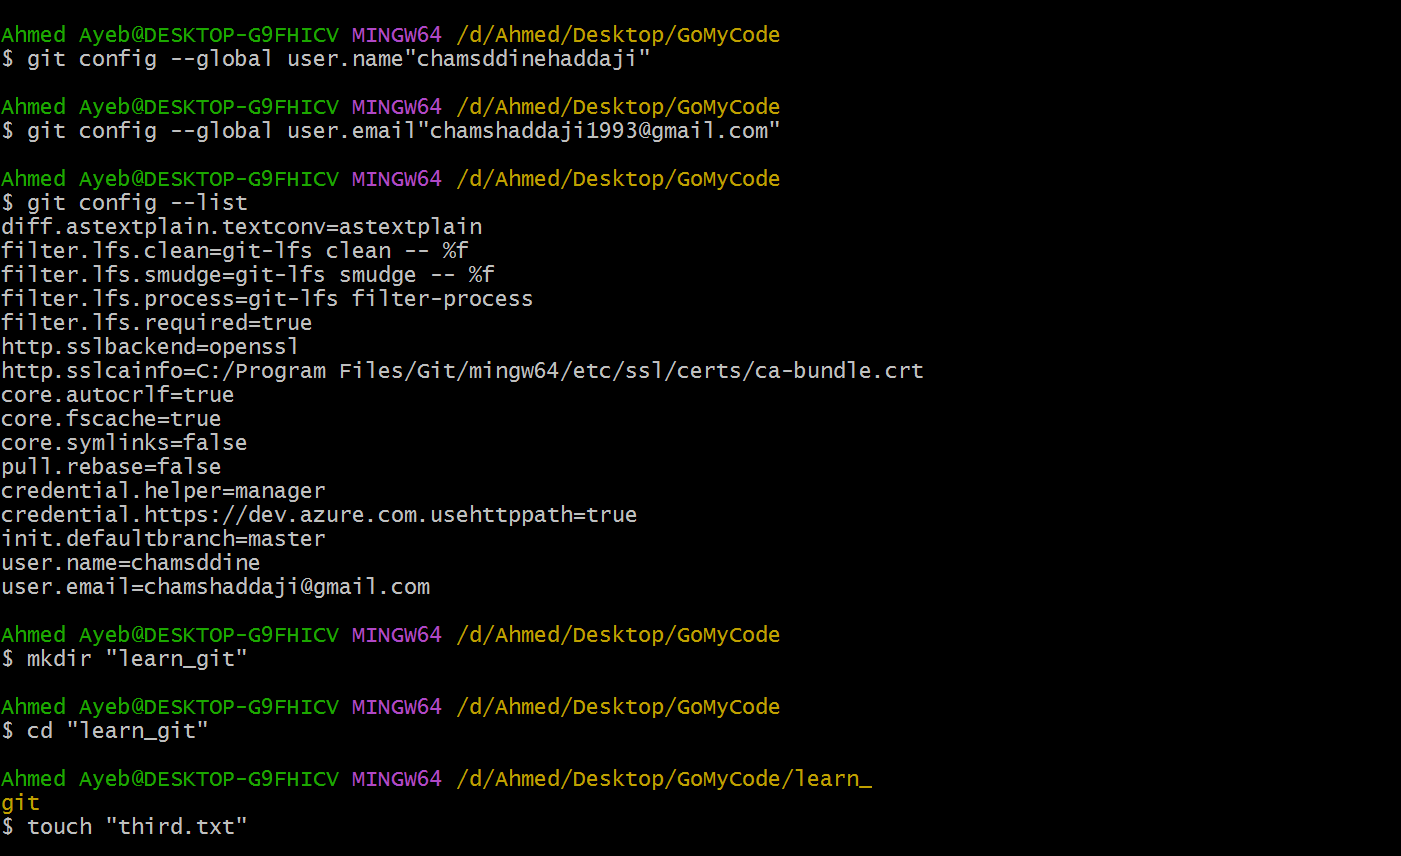 Ahmed Ayeb@DESKTOP-G9FHICV MINGW64 /d/Ahmed/Desktop/GoMyCode
$ git config --global user.name"chamsddinehaddaji"
Ahmed Ayeb@DESKTOP-G9FHICV MINGW64 /d/Ahmed/Desktop/GoMyCode
$ git config --global user.email"chamshaddaji1993@gmail.com"
Ahmed Ayeb@DESKTOP-G9FHICV MINGW64 /d/Ahmed/Desktop/GoMyCode
$ git config --list
diff.astextplain.textconv=astextplain
filter.lfs.clean=git-lfs clean -- %f
filter.lfs.smudge=git-lfs smudge -- %f
filter.lfs.process=git-lfs filter-process
filter.lfs.required=true
http.sslbackend=openssl
http.sslcainfo=C:/Program Files/Git/mingw64/etc/ssl/certs/ca-bundle.crt
core.autocrlf=true
core.fscache=true
core.symlinks=false
pull.rebase=false
credential.helper=manager
credential.https://dev.azure.com.usehttppath=true
init.defaultbranch=master
user.name=chamsddine
user.email=chamshaddaji@gmail.com
Ahmed Ayeb@DESKTOP-G9FHICV MINGW64 /d/Ahmed/Desktop/GoMyCode
$ mkdir "learn_git"
Ahmed Ayeb@DESKTOP-G9FHICV MINGW64 /d/Ahmed/Desktop/GoMyCode
$ cd "learn_git"
Ahmed Ayeb@DESKTOP-G9FHICV MINGW64 /d/Ahmed/Desktop/GoMyCode/learn_
git
$ touch "third.txt"